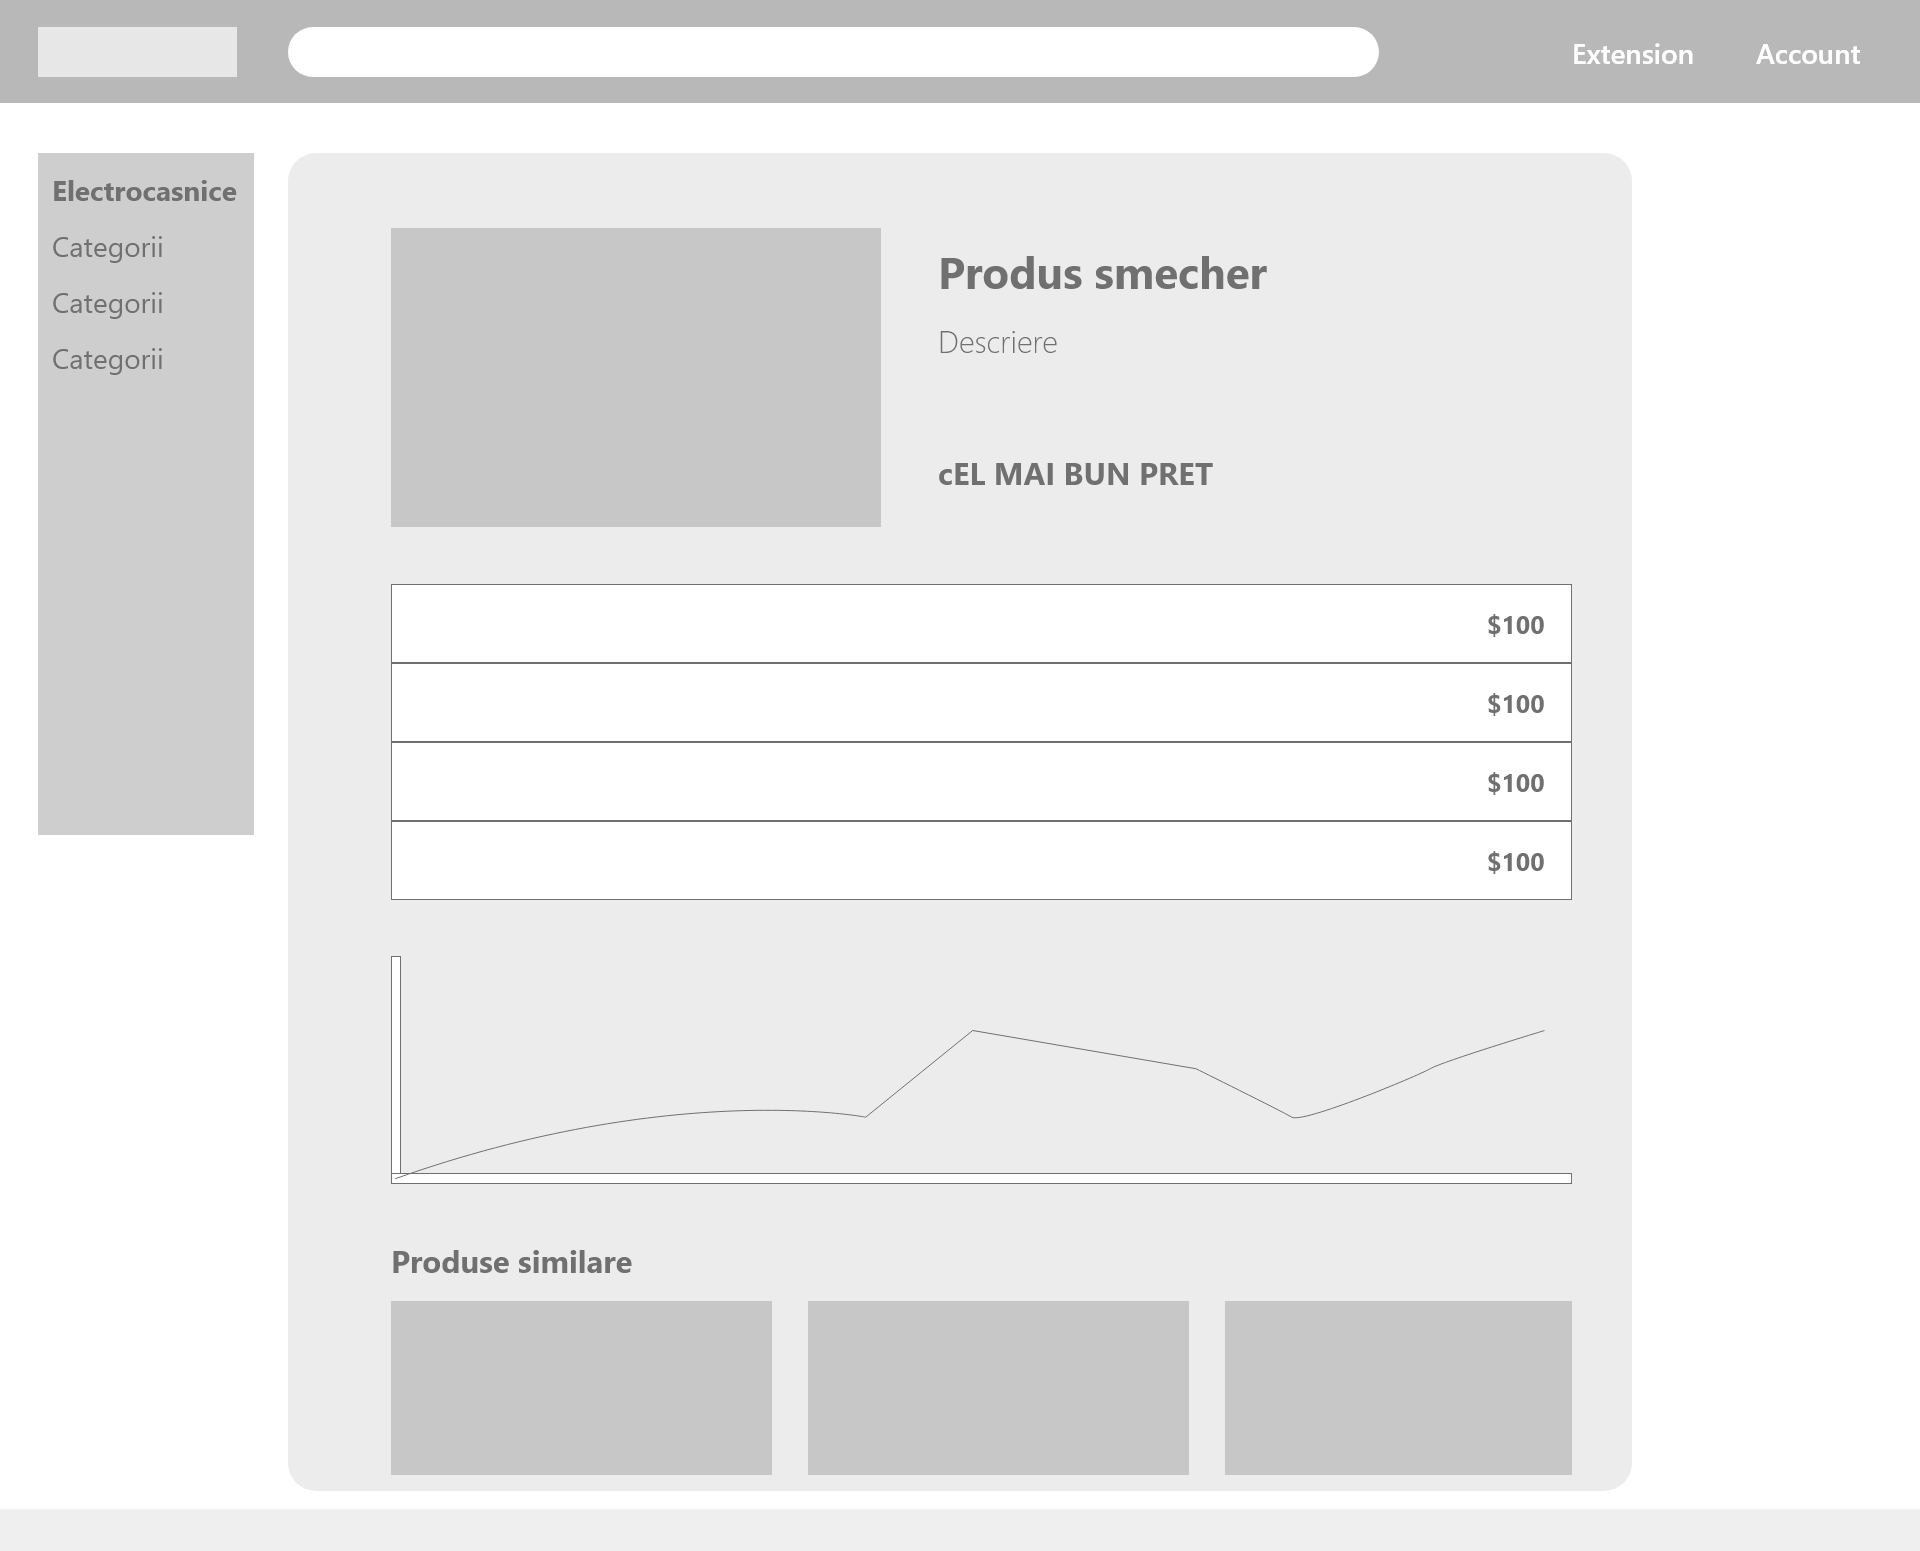 Extension
Account
Electrocasnice
Categorii
Categorii
Categorii
Produs smecher
Descriere
cEL MAI BUN PRET
$100
$100
$100
$100
Produse similare